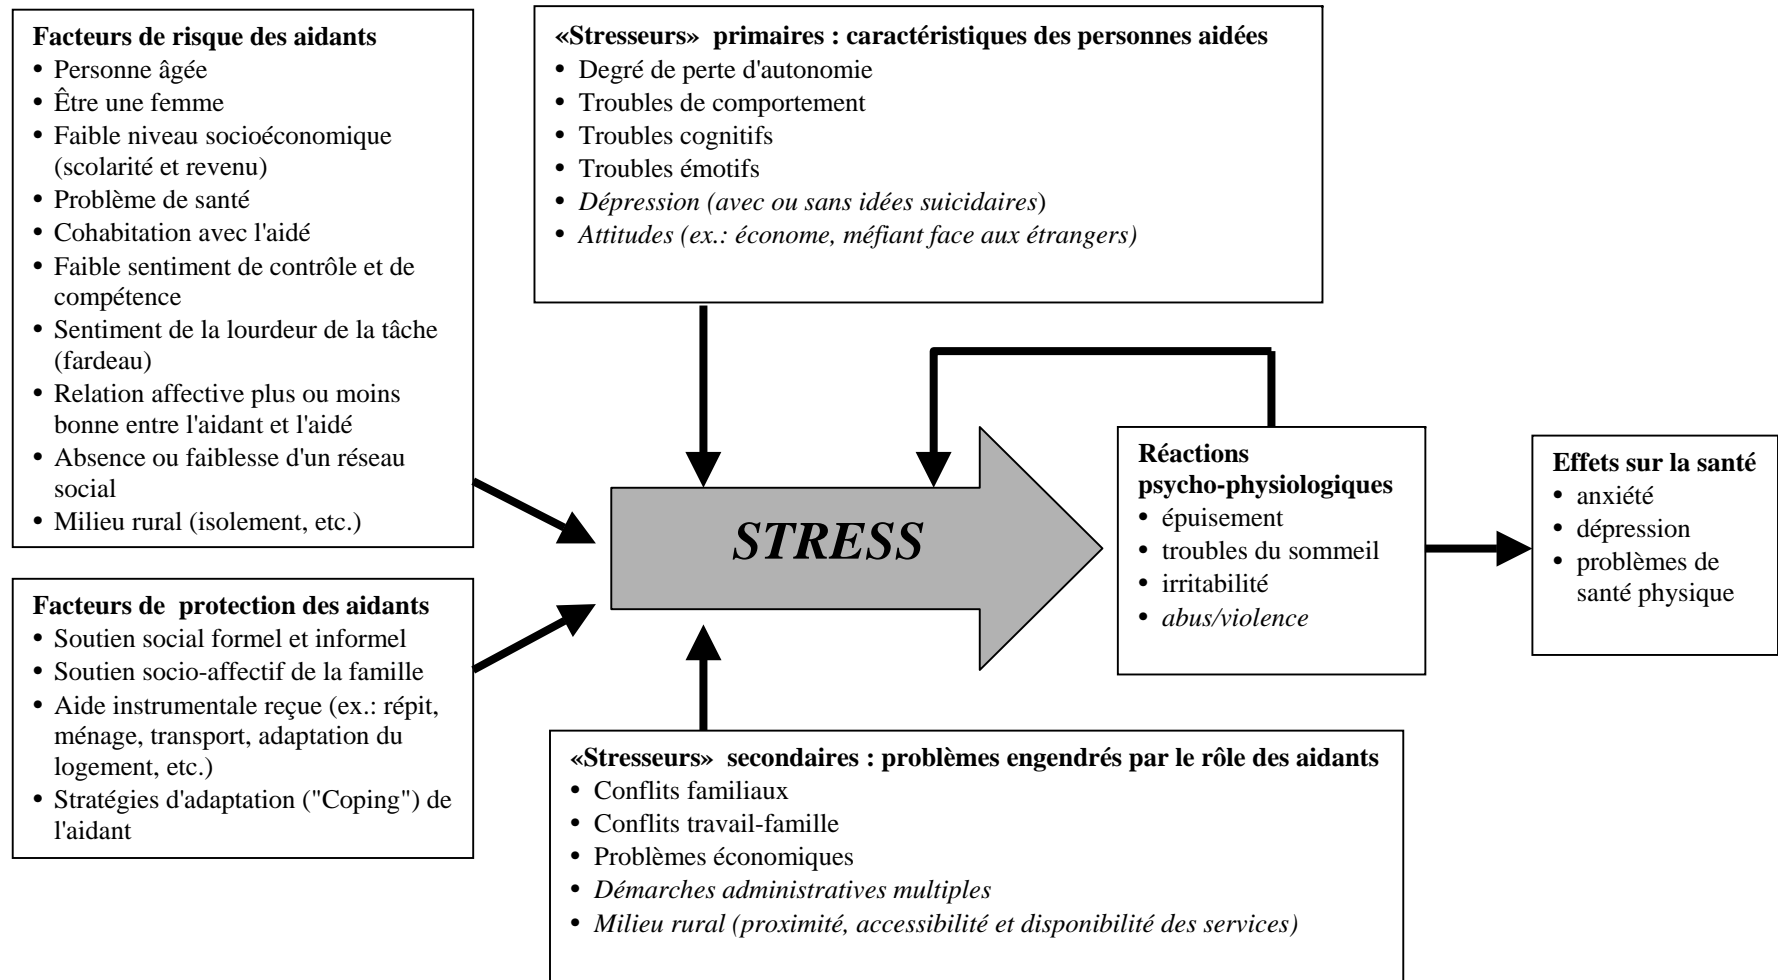 Facteurs de risque des aidants
• Personne âgée
• Être une femme
• Faible niveau socioéconomique
(scolarité et revenu)
• Problème de santé
• Cohabitation avec l'aidé
• Faible sentiment de contrôle et de
compétence
• Sentiment de la lourdeur de la tâche
(fardeau)
• Relation affective plus ou moins
bonne entre l'aidant et l'aidé
• Absence ou faiblesse d'un réseau
social
• Milieu rural (isolement, etc.)
Facteurs de protection des aidants
• Soutien social formel et informel
• Soutien socio-affectif de la famille
• Aide instrumentale reçue (ex.: répit,
ménage, transport, adaptation du
logement, etc.)
• Stratégies d'adaptation ("Coping") de
l'aidant
«Stresseurs» primaires : caractéristiques des personnes aidées
• Degré de perte d'autonomie
• Troubles de comportement
• Troubles cognitifs
• Troubles émotifs
• Dépression (avec ou sans idées suicidaires)
• Attitudes (ex.: économe, méfiant face aux étrangers)
STRESS
«Stresseurs» secondaires : problèmes engendrés par le rôle des aidants
• Conflits familiaux
• Conflits travail-famille
• Problèmes économiques
• Démarches administratives multiples
• Milieu rural (proximité, accessibilité et disponibilité des services)
Réactions
psycho-physiologiques
• épuisement
• troubles du sommeil
• irritabilité
• abus/violence
Effets sur la santé
• anxiété
• dépression
• problèmes de
santé physique